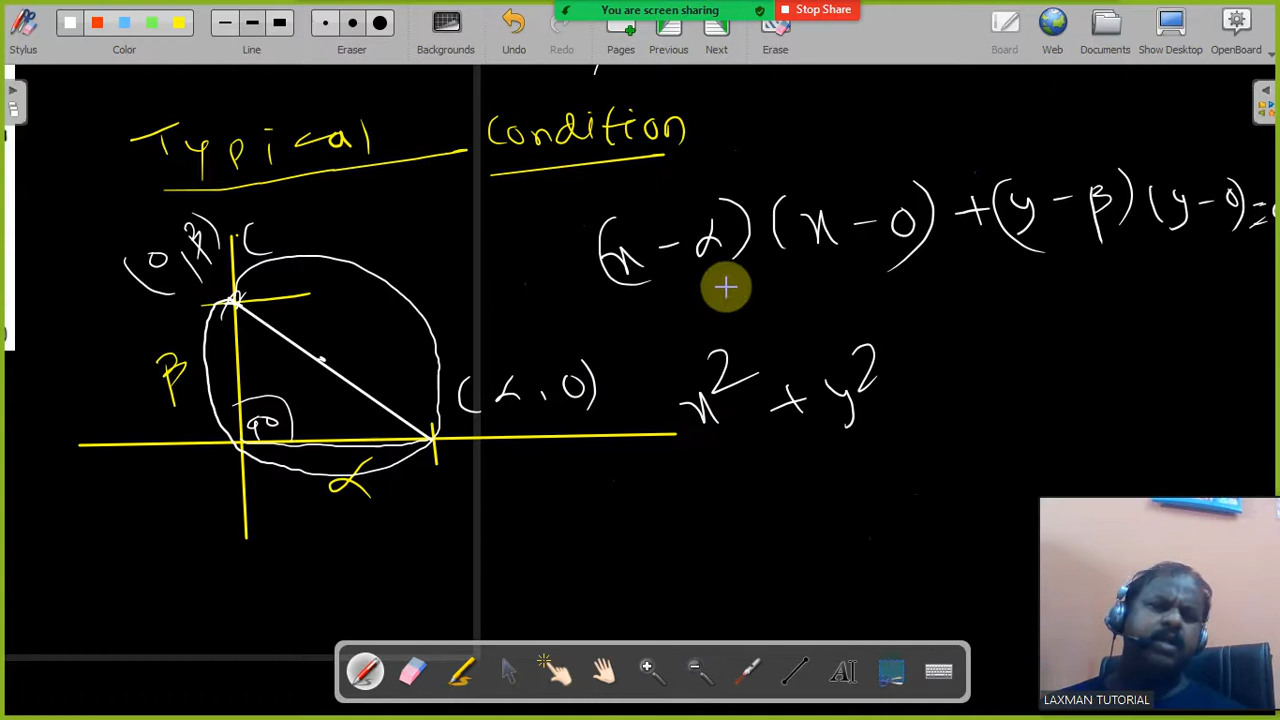 You are screen sharing Stop Share
Stylus Color Line Eraser Backgrounds Undo Redo Pages Previous Next Erase Board Web Documents Show Desktop OpenBoard
Typical condition
(x - α) (x - 0) + (y - β) (y - 0) =
(0, β) C
x² + y²
β
(α, 0)
90
α
LAXMAN TUTORIAL